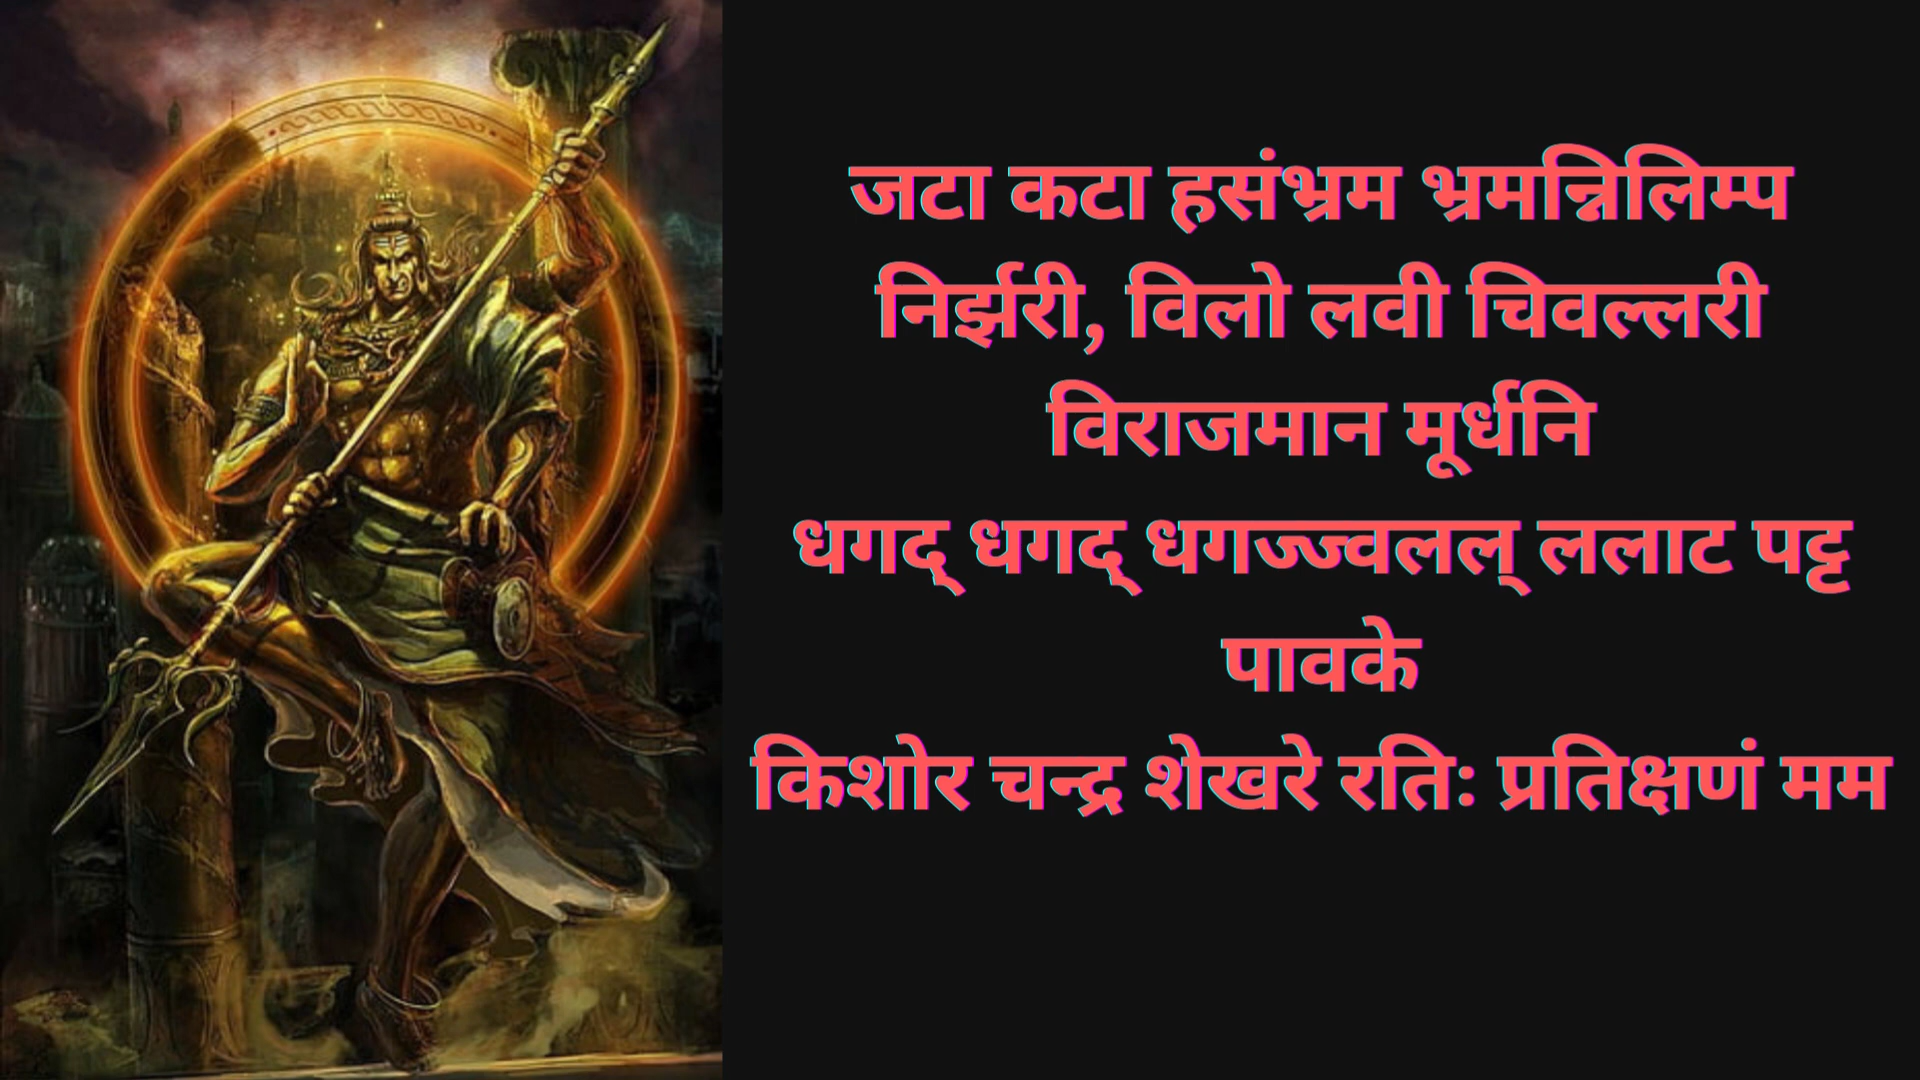 जटा कटा हसंभ्रम भ्रमन्निलिम्प
निर्झरी, विलो लवी चिवल्लरी
विराजमान मूर्धनि
धगद् धगद् धगज्ज्वलल् ललाट पट्ट
पावके
किशोर चन्द्र शेखरे रतिः प्रतिक्षणं मम